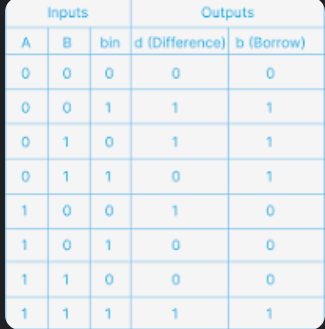 Inputs Outputs
A B bin d (Difference) b (Borrow)
0 0 0 0 0
0 0 1 1 1
0 1 0 1 1
0 1 1 0 1
1 0 0 1 0
1 0 1 0 0
1 1 0 0 0
1 1 1 1 1